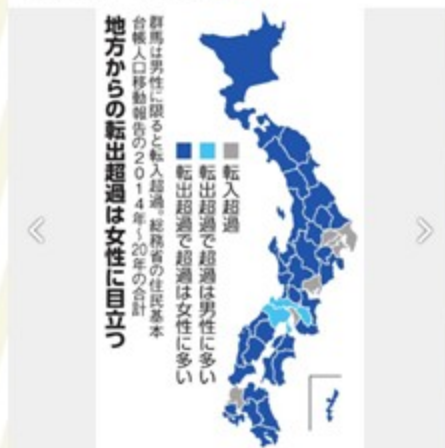 地方からの転出超過は女性に目立つ
群馬は男性に限ると転入超過。総務省の住民基本
台帳人口移動報告の2014年~20年の合計
転入超過
転出超過で超過は男性に多い
転出超過で超過は女性に多い